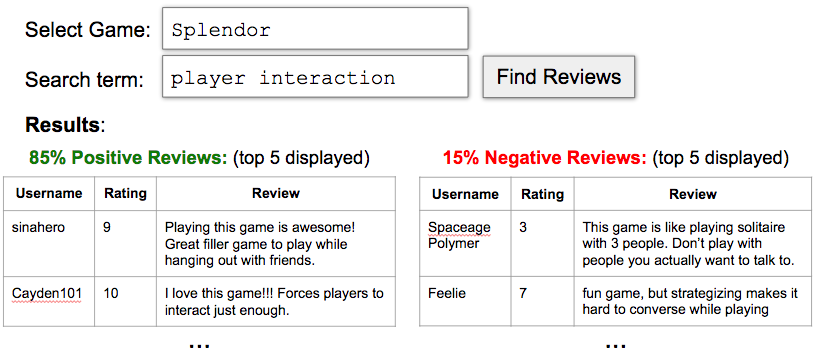 Select Game: Splendor
Search term: player interaction Find Reviews
Results:
85% Positive Reviews: (top 5 displayed)
Username Rating Review
sinahero 9 Playing this game is awesome!
Great filler game to play while
hanging out with friends.
Cayden101 10 I love this game!!! Forces players to
interact just enough.
...
15% Negative Reviews: (top 5 displayed)
Username Rating Review
Spaceage 3 This game is like playing solitaire
Polymer with 3 people. Don’t play with
people you actually want to talk to.
Feelie 7 fun game, but strategizing makes it
hard to converse while playing
...